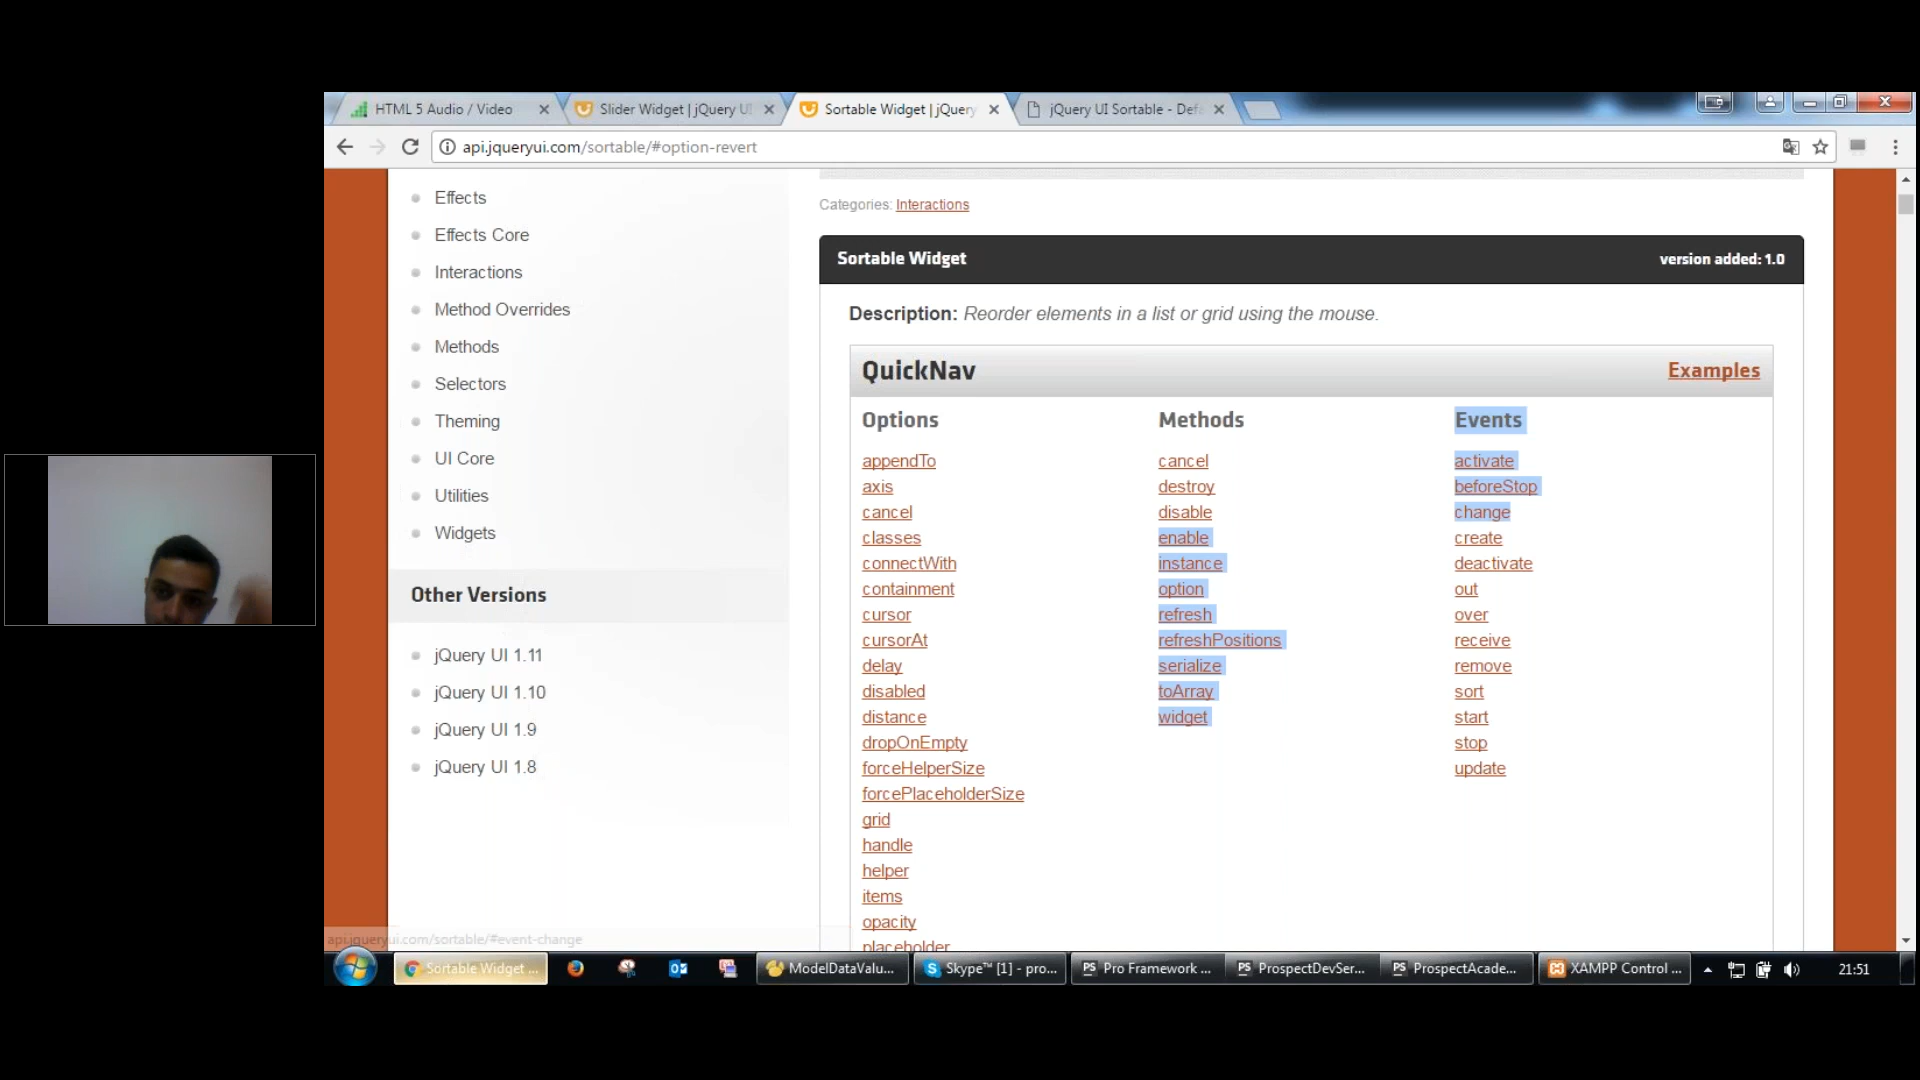 HTML 5 Audio / Video
Slider Widget | jQuery UI
Sortable Widget | jQuery
jQuery UI Sortable - Defa
api.jqueryui.com/sortable/#option-revert
Effects
Effects Core
Interactions
Method Overrides
Methods
Selectors
Theming
UI Core
Utilities
Widgets
Other Versions
jQuery UI 1.11
jQuery UI 1.10
jQuery UI 1.9
jQuery UI 1.8
Categories: Interactions
Sortable Widget
version added: 1.0
Description: Reorder elements in a list or grid using the mouse.
QuickNav
Examples
Options
appendTo
axis
cancel
classes
connectWith
containment
cursor
cursorAt
delay
disabled
distance
dropOnEmpty
forceHelperSize
forcePlaceholderSize
grid
handle
helper
items
opacity
placeholder
Methods
cancel
destroy
disable
enable
instance
option
refresh
refreshPositions
serialize
toArray
widget
Events
activate
beforeStop
change
create
deactivate
out
over
receive
remove
sort
start
stop
update
api.jqueryui.com/sortable/#event-change
Sortable Widget ...
ModelDataValu...
Skype™ [1] - pro...
Pro Framework ...
ProspectDevSer...
ProspectAcade...
XAMPP Control ...
21:51